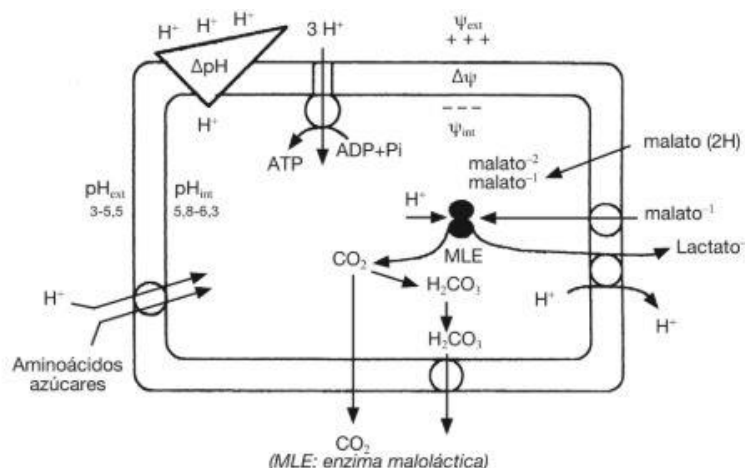 H⁺ H⁺ H⁺
3 H⁺
Ψext
+ + +
ΔpH
Δψ
H⁺
– – –
Ψint
ATP
ADP+Pi
malato⁻²
malato⁻¹
malato (2H)
pHext
3-5,5
pHint
5,8-6,3
H⁺
malato⁻¹
MLE
Lactato⁻
CO₂
H₂CO₃
H⁺
H⁺
H⁺
H₂CO₃
Aminoácidos
azúcares
CO₂
(MLE: enzima maloláctica)